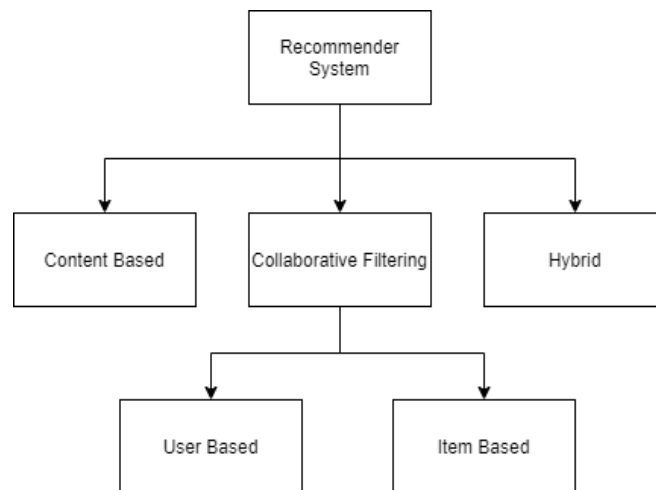 Recommender
System
Content Based
Collaborative Filtering
Hybrid
User Based
Item Based